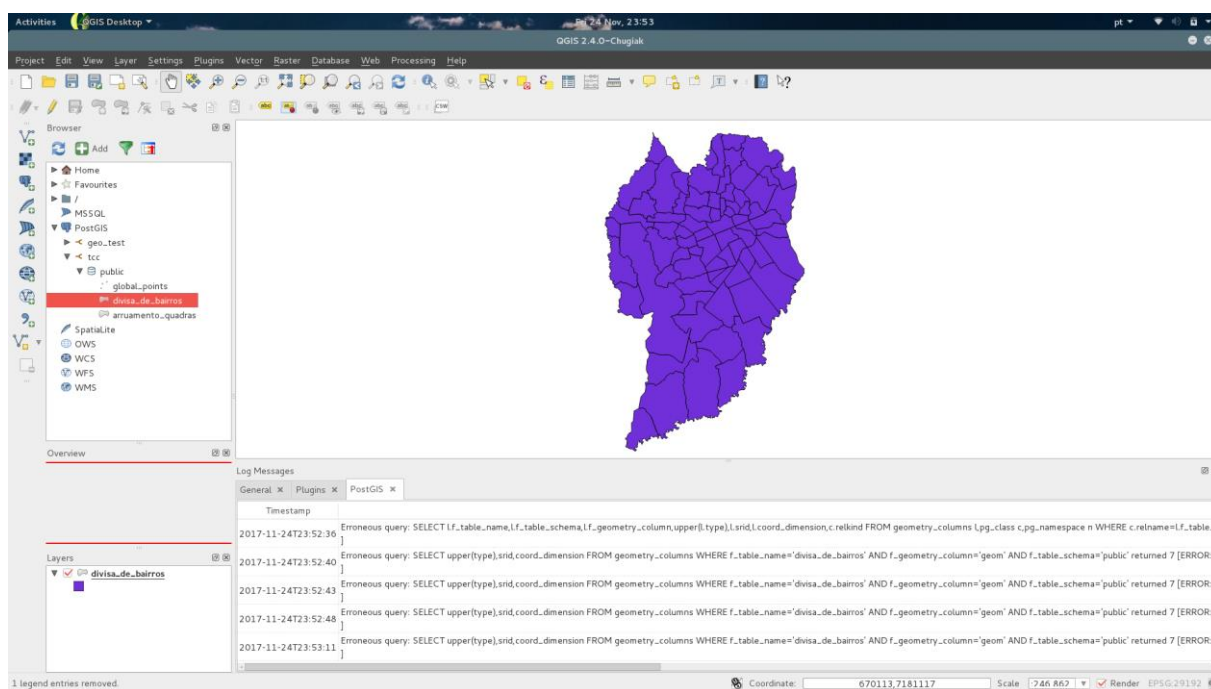 Activities QGIS Desktop Fri 24 Nov, 23:53 pt
QGIS 2.4.0-Chugiak
Project Edit View Layer Settings Plugins Vector Raster Database Web Processing Help
CSW
Browser
Add
Home
Favourites
/
MSSQL
PostGIS
geo_test
tcc
public
global_points
divisa_de_bairros
arruamento_quadras
SpatiaLite
OWS
WCS
WFS
WMS
Overview
Log Messages
General Plugins PostGIS
Timestamp
2017-11-24T23:52:36 Erroneous query: SELECT l.f_table_name,l.f_table_schema,l.f_geometry_column,upper(l.type),l.srid,l.coord_dimension,c.relkind FROM geometry_columns l,pg_class c,pg_namespace n WHERE c.relname=l.f_table.
]
2017-11-24T23:52:40 Erroneous query: SELECT upper(type),srid,coord_dimension FROM geometry_columns WHERE f_table_name='divisa_de_bairros' AND f_geometry_column='geom' AND f_table_schema='public' returned 7 [ERROR:
]
2017-11-24T23:52:43 Erroneous query: SELECT upper(type),srid,coord_dimension FROM geometry_columns WHERE f_table_name='divisa_de_bairros' AND f_geometry_column='geom' AND f_table_schema='public' returned 7 [ERROR:
]
2017-11-24T23:52:48 Erroneous query: SELECT upper(type),srid,coord_dimension FROM geometry_columns WHERE f_table_name='divisa_de_bairros' AND f_geometry_column='geom' AND f_table_schema='public' returned 7 [ERROR:
]
2017-11-24T23:53:11 Erroneous query: SELECT upper(type),srid,coord_dimension FROM geometry_columns WHERE f_table_name='divisa_de_bairros' AND f_geometry_column='geom' AND f_table_schema='public' returned 7 [ERROR:
]
Layers
divisa_de_bairros
1 legend entries removed.
Coordinate: 670113,7181117 Scale Render EPSG:29192